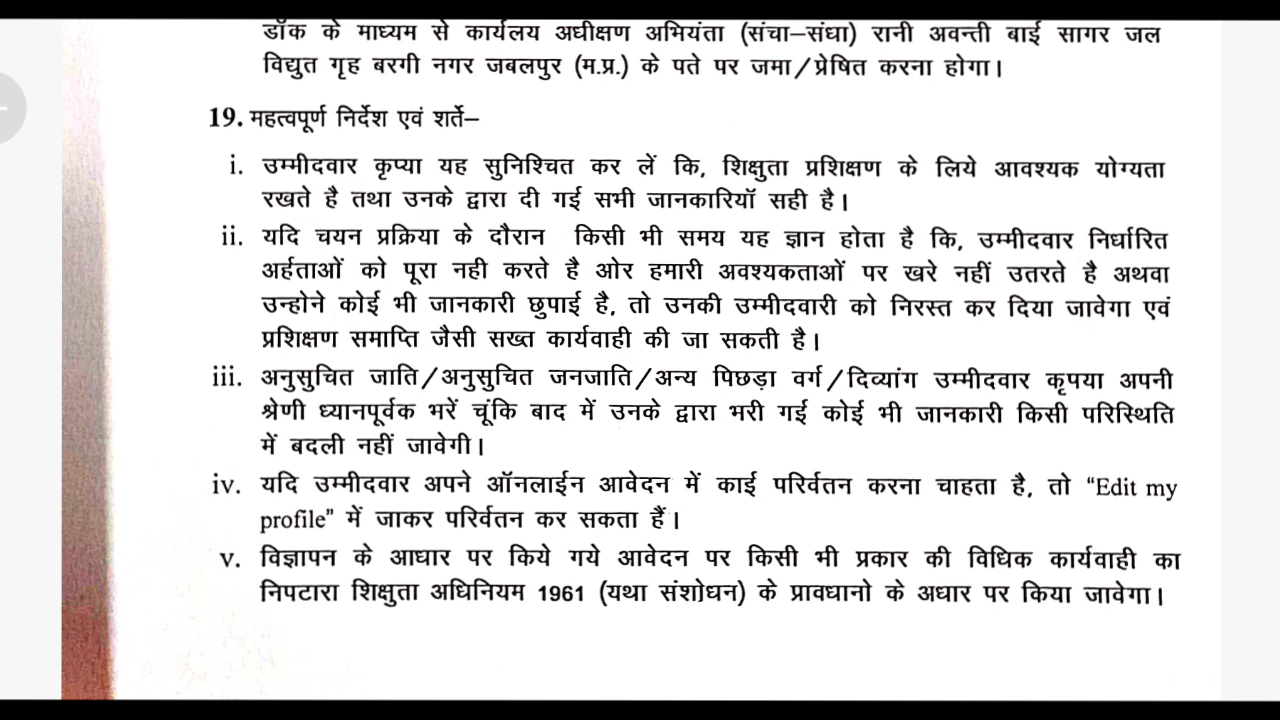 डॉक के माध्यम से कार्यलय अधीक्षण अभियंता (संचा–संधा) रानी अवन्ती बाई सागर जल
विद्युत गृह बरगी नगर जबलपुर (म.प्र.) के पते पर जमा/प्रेषित करना होगा।
19. महत्वपूर्ण निर्देश एवं शर्ते–
i. उम्मीदवार कृप्या यह सुनिश्चित कर लें कि, शिक्षुता प्रशिक्षण के लिये आवश्यक योग्यता
रखते है तथा उनके द्वारा दी गई सभी जानकारियॉ सही है।
ii. यदि चयन प्रक्रिया के दौरान किसी भी समय यह ज्ञान होता है कि, उम्मीदवार निर्धारित
अर्हताओं को पूरा नही करते है ओर हमारी अवश्यकताओं पर खरे नहीं उतरते है अथवा
उन्होने कोई भी जानकारी छुपाई है, तो उनकी उम्मीदवारी को निरस्त कर दिया जावेगा एवं
प्रशिक्षण समाप्ति जैसी सख्त कार्यवाही की जा सकती है।
iii. अनुसुचित जाति/अनुसुचित जनजाति/अन्य पिछड़ा वर्ग/दिव्यांग उम्मीदवार कृपया अपनी
श्रेणी ध्यानपूर्वक भरें चूंकि बाद में उनके द्वारा भरी गई कोई भी जानकारी किसी परिस्थिति
में बदली नहीं जावेगी।
iv. यदि उम्मीदवार अपने ऑनलाईन आवेदन में काई परिर्वतन करना चाहता है, तो “Edit my
profile” में जाकर परिर्वतन कर सकता हैं।
v. विज्ञापन के आधार पर किये गये आवेदन पर किसी भी प्रकार की विधिक कार्यवाही का
निपटारा शिक्षुता अधिनियम 1961 (यथा संशोधन) के प्रावधानो के अधार पर किया जावेगा।